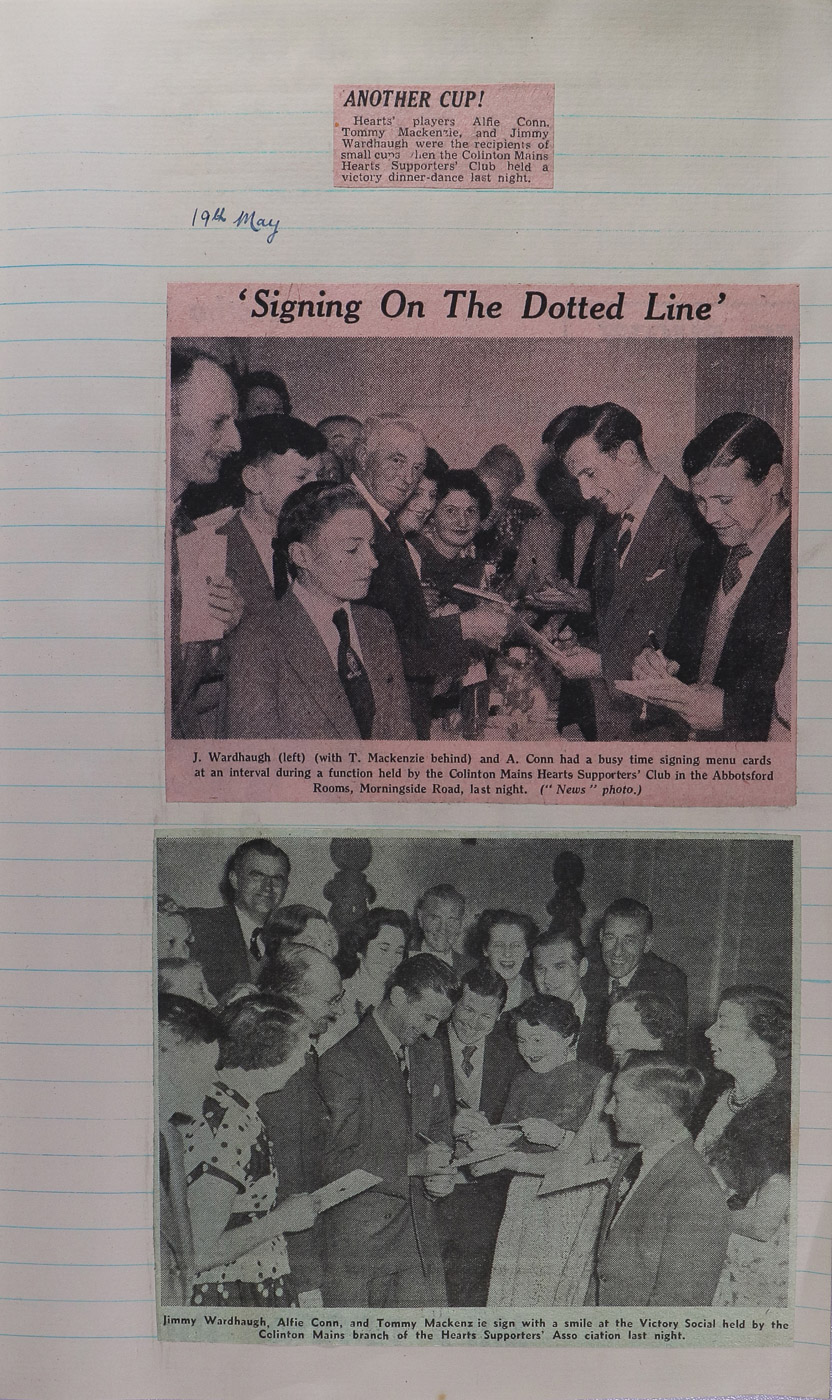 ANOTHER CUP!
Hearts' players Alfie Conn,
Tommy Mackenzie, and Jimmy
Wardhaugh were the recipients of
small cups when the Colinton Mains
Hearts Supporters' Club held a
victory dinner-dance last night.
19th May
'Signing On The Dotted Line'
J. Wardhaugh (left) (with T. Mackenzie behind) and A. Conn had a busy time signing menu cards
at an interval during a function held by the Colinton Mains Hearts Supporters' Club in the Abbotsford
Rooms, Morningside Road, last night. ("News" photo.)
Jimmy Wardhaugh, Alfie Conn, and Tommy Mackenz ie sign with a smile at the Victory Social held by the
Colinton Mains branch of the Hearts Supporters' Asso ciation last night.